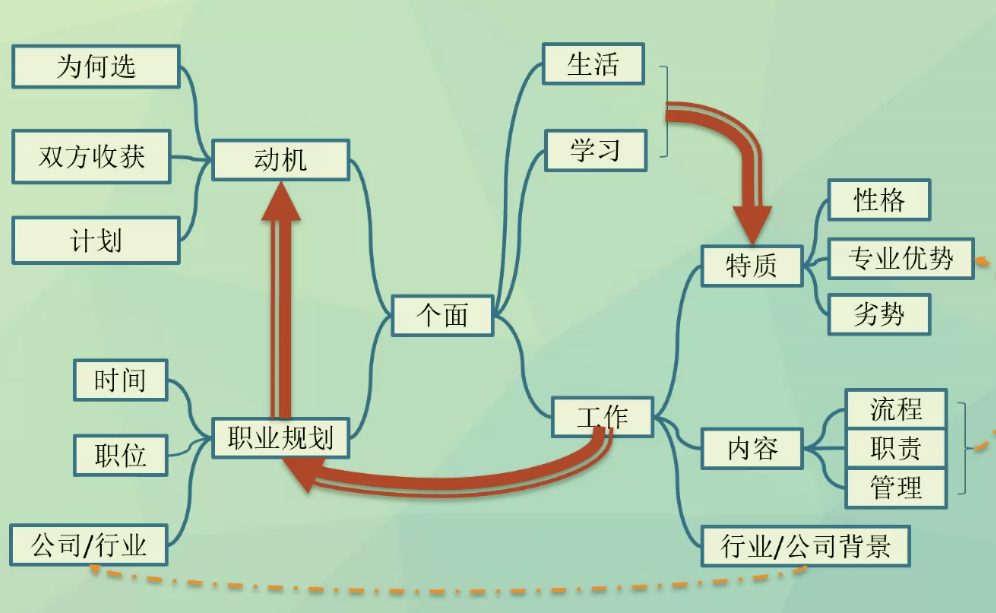 为何选
双方收获
计划
动机
时间
职位
公司/行业
职业规划
个面
生活
学习
工作
特质
性格
专业优势
劣势
内容
流程
职责
管理
行业/公司背景